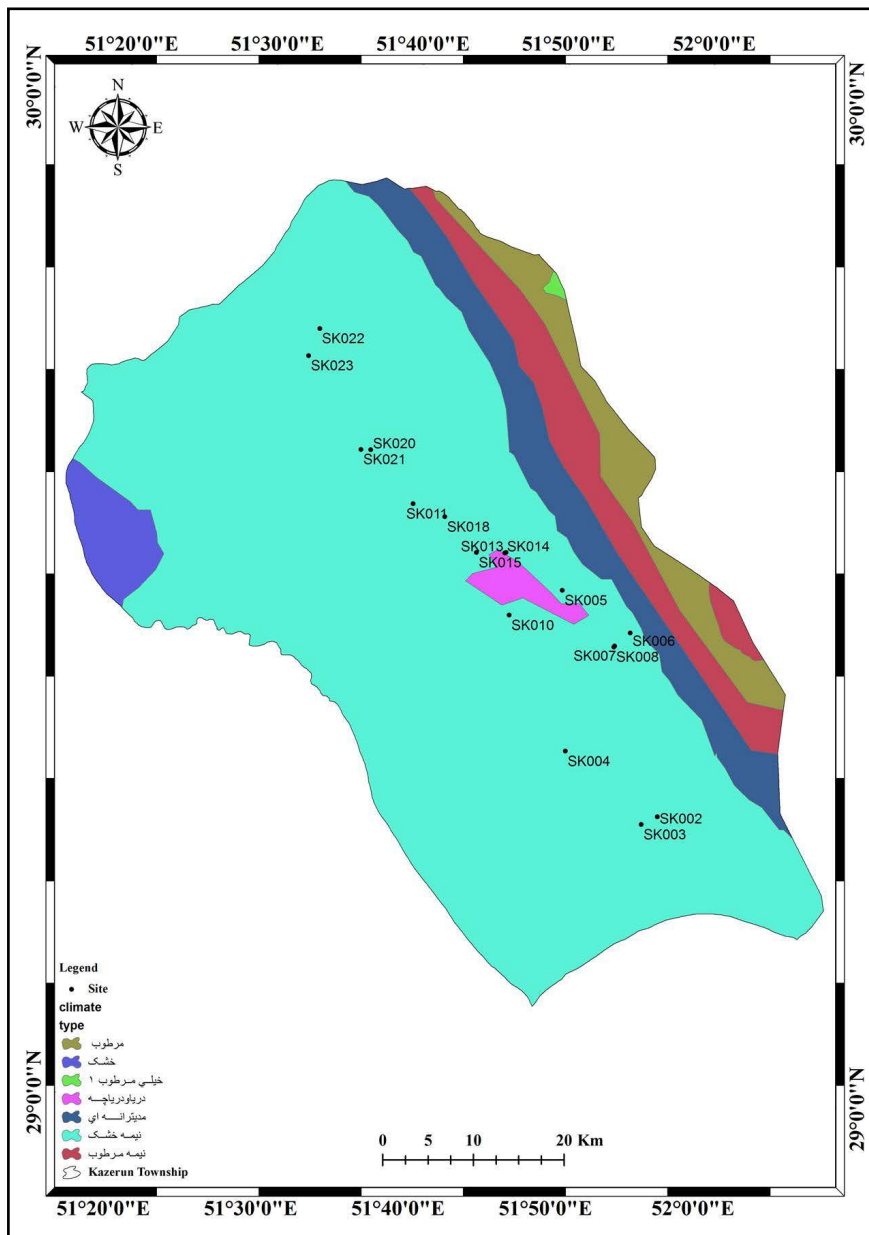 51°20'0"E 51°30'0"E 51°40'0"E 51°50'0"E 52°0'0"E
30°0'0"N
30°0'0"N
N
W E
S
SK022
SK023
SK020
SK021
SK011
SK018
SK013 SK014
SK015
SK005
SK010
SK006
SK007 SK008
SK004
SK002
SK003
Legend
Site
climate
type
مرطوب
خشک
خیلي مرطوب ۱
دریاودریاچه
مدیترانه اي
نیمه خشک
نیمه مرطوب
Kazerun Township
0 5 10 20 Km
29°0'0"N
29°0'0"N
51°20'0"E 51°30'0"E 51°40'0"E 51°50'0"E 52°0'0"E